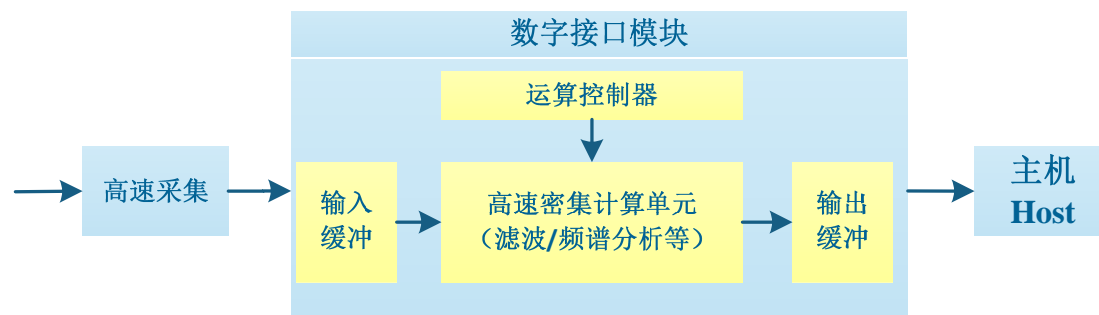 数字接口模块
运算控制器
高速采集
输入
缓冲
高速密集计算单元
（滤波/频谱分析等）
输出
缓冲
主机
Host